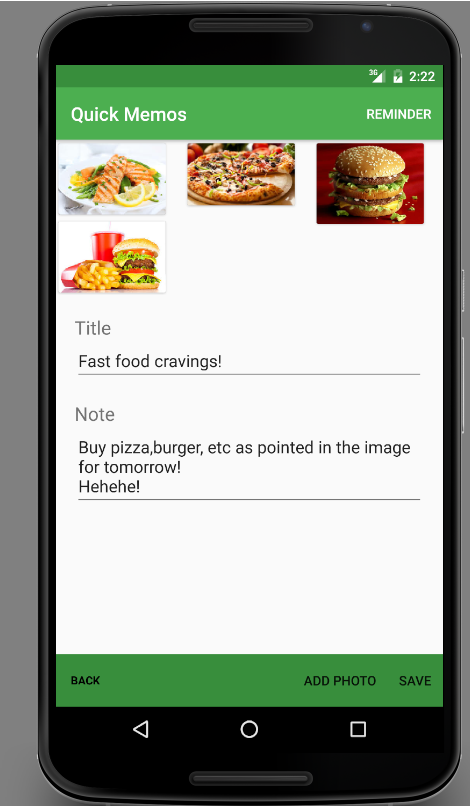 3G 2:22
Quick Memos REMINDER
Title
Fast food cravings!
Note
Buy pizza,burger, etc as pointed in the image
for tomorrow!
Hehehe!
BACK ADD PHOTO SAVE